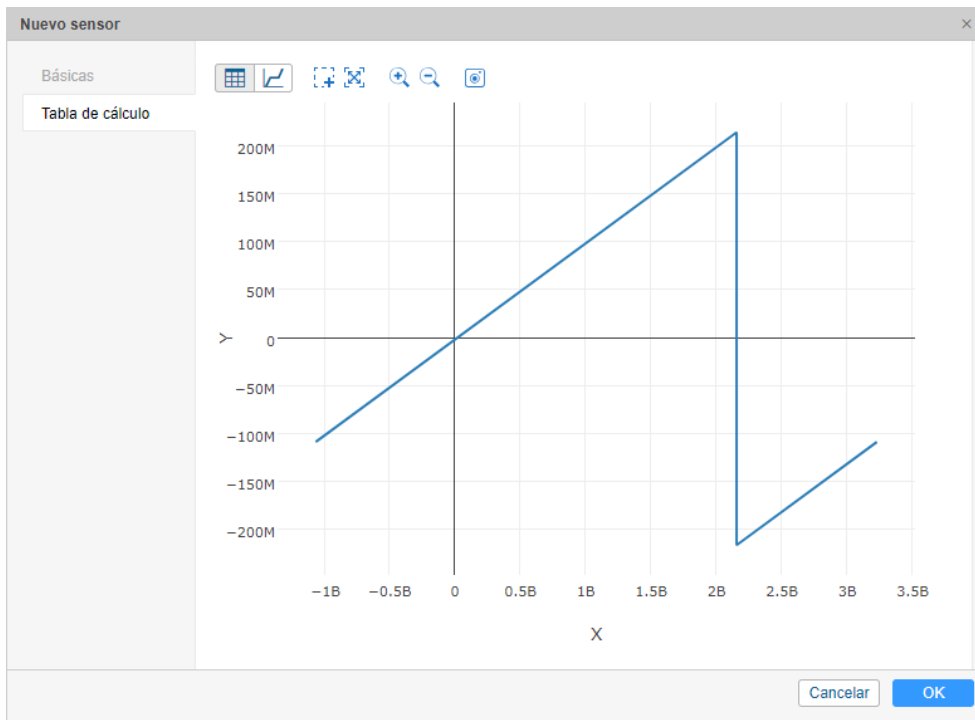 Nuevo sensor ×
Básicas
Tabla de cálculo
200M
150M
100M
50M
0
−50M
−100M
−150M
−200M
Y
−1B −0.5B 0 0.5B 1B 1.5B 2B 2.5B 3B 3.5B
X
Cancelar OK